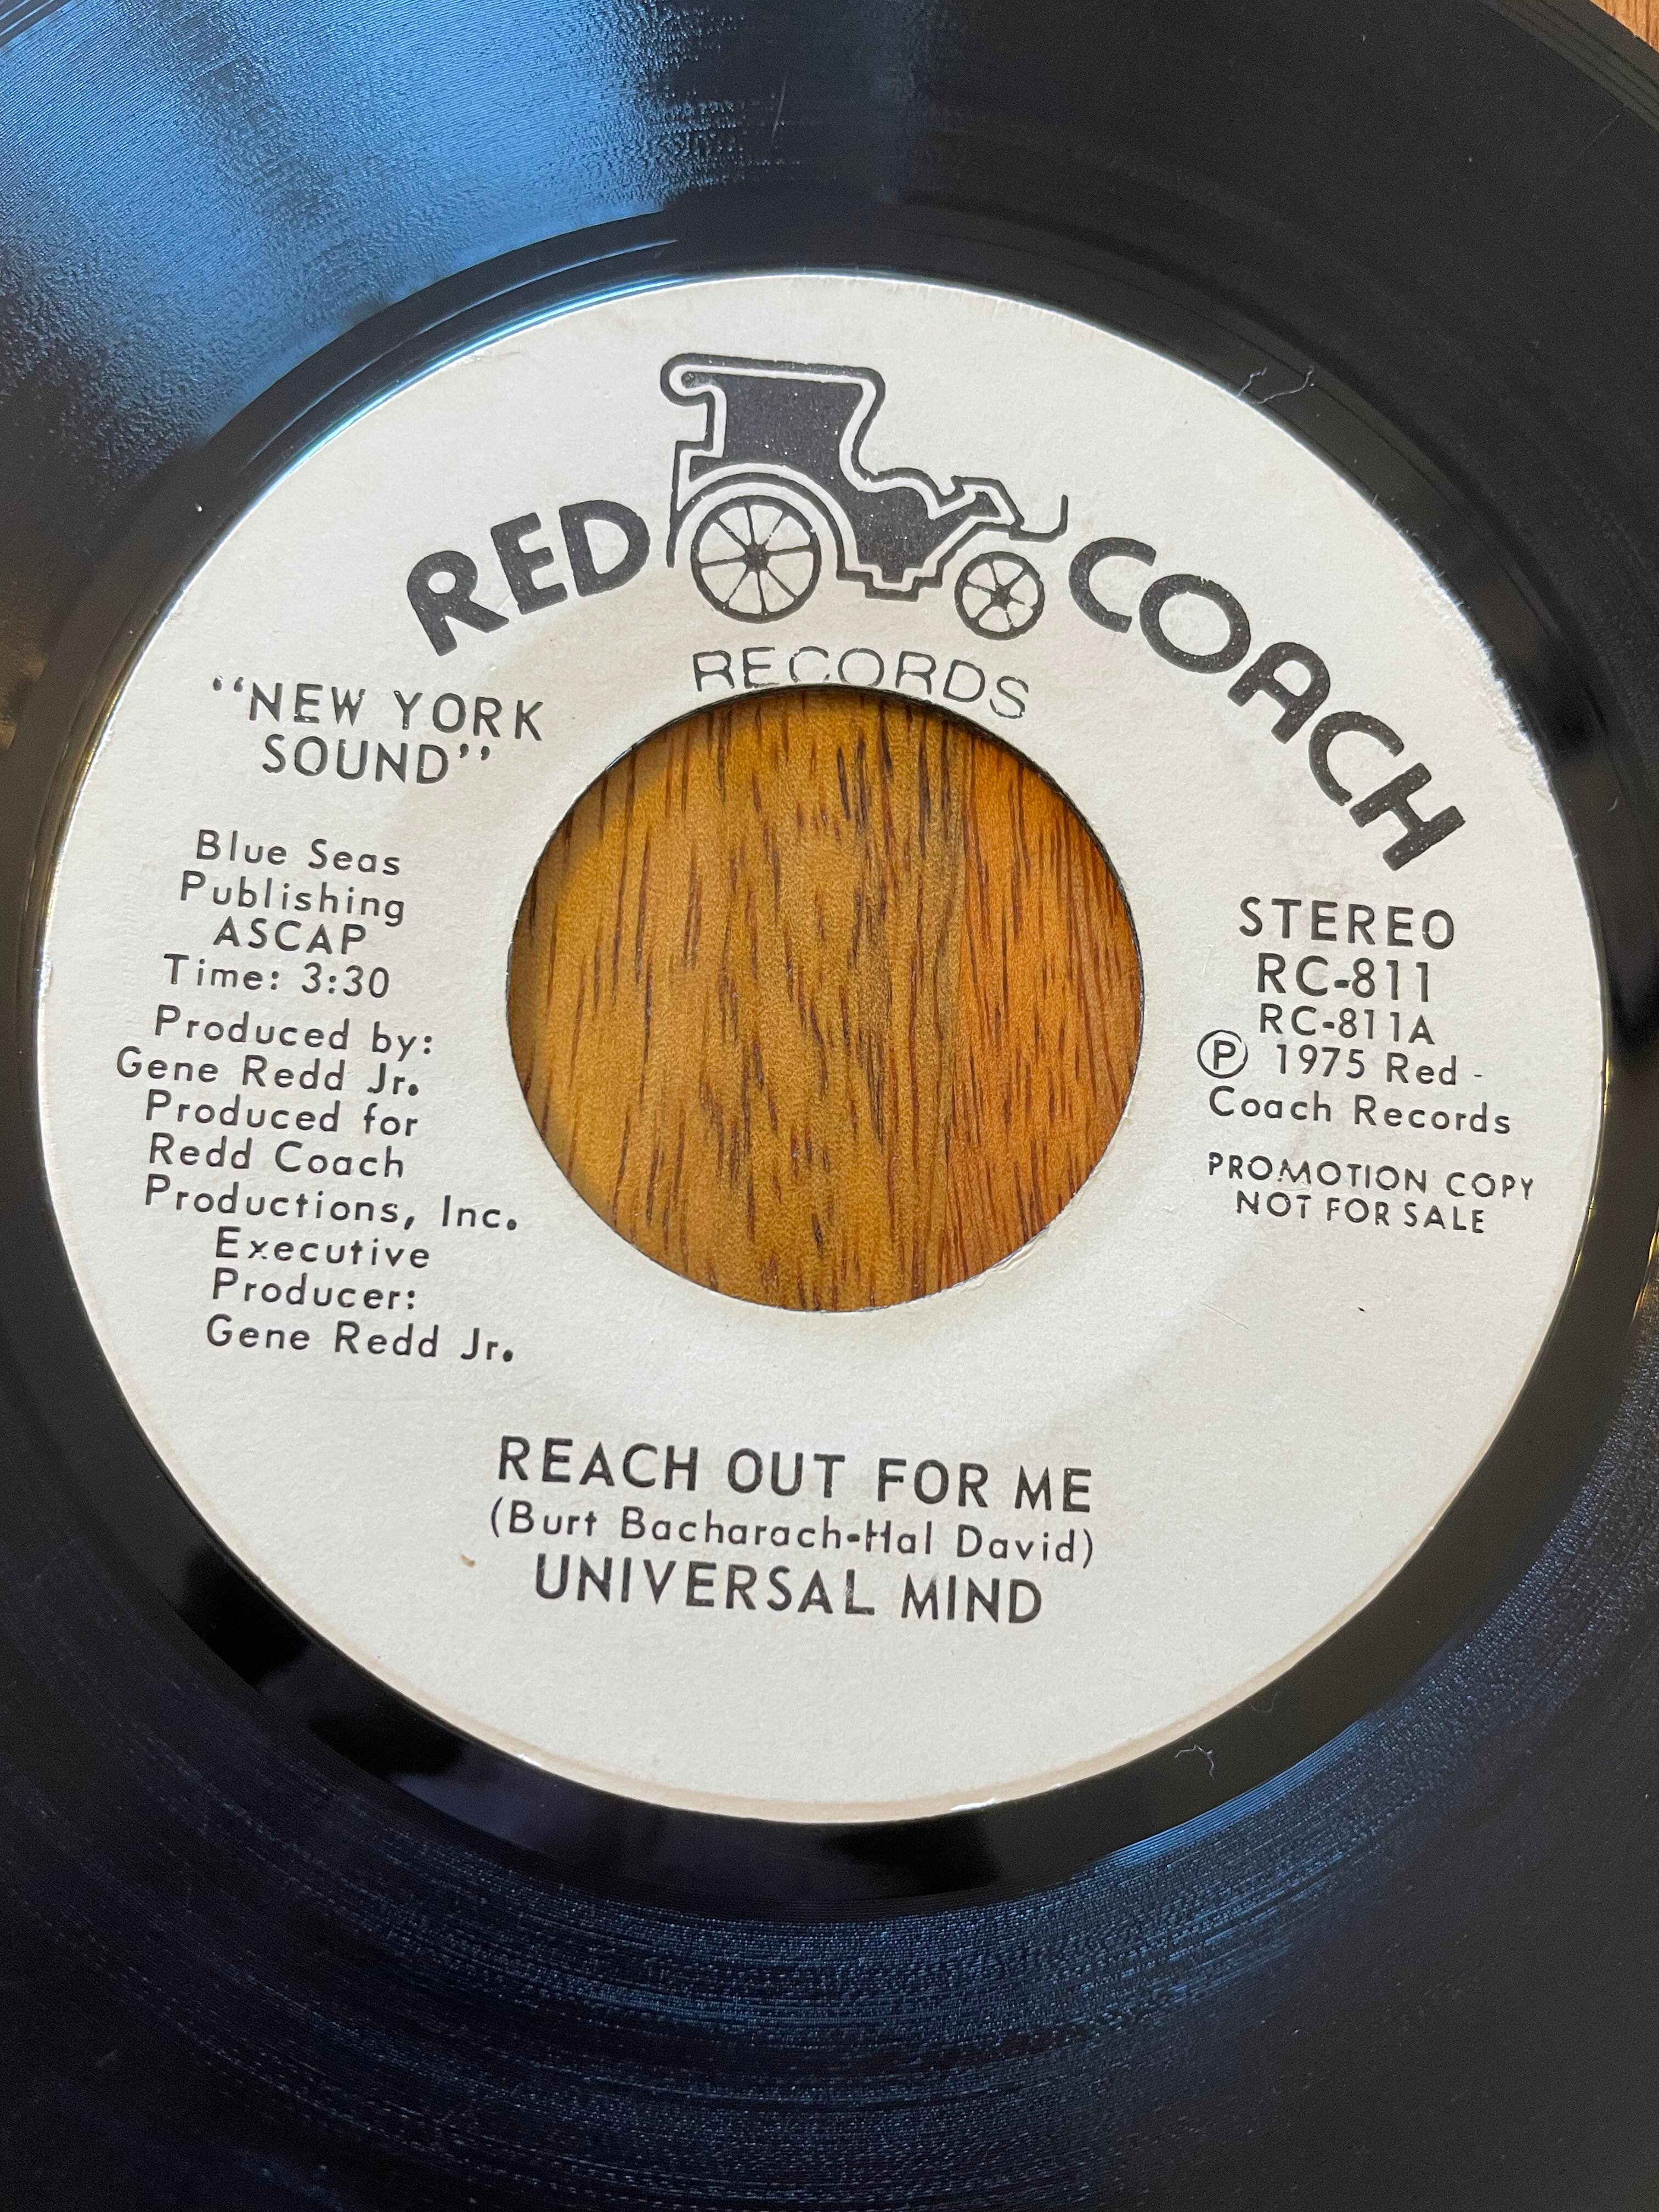 RED COACH
RECORDS
“NEW YORK
SOUND”
Blue Seas
Publishing
ASCAP
Time: 3:30
Produced by:
Gene Redd Jr.
Produced for
Redd Coach
Productions, Inc.
Executive
Producer:
Gene Redd Jr.
STEREO
RC-811
RC-811A
Ⓟ 1975 Red -
Coach Records
PROMOTION COPY
NOT FOR SALE
REACH OUT FOR ME
(Burt Bacharach-Hal David)
UNIVERSAL MIND